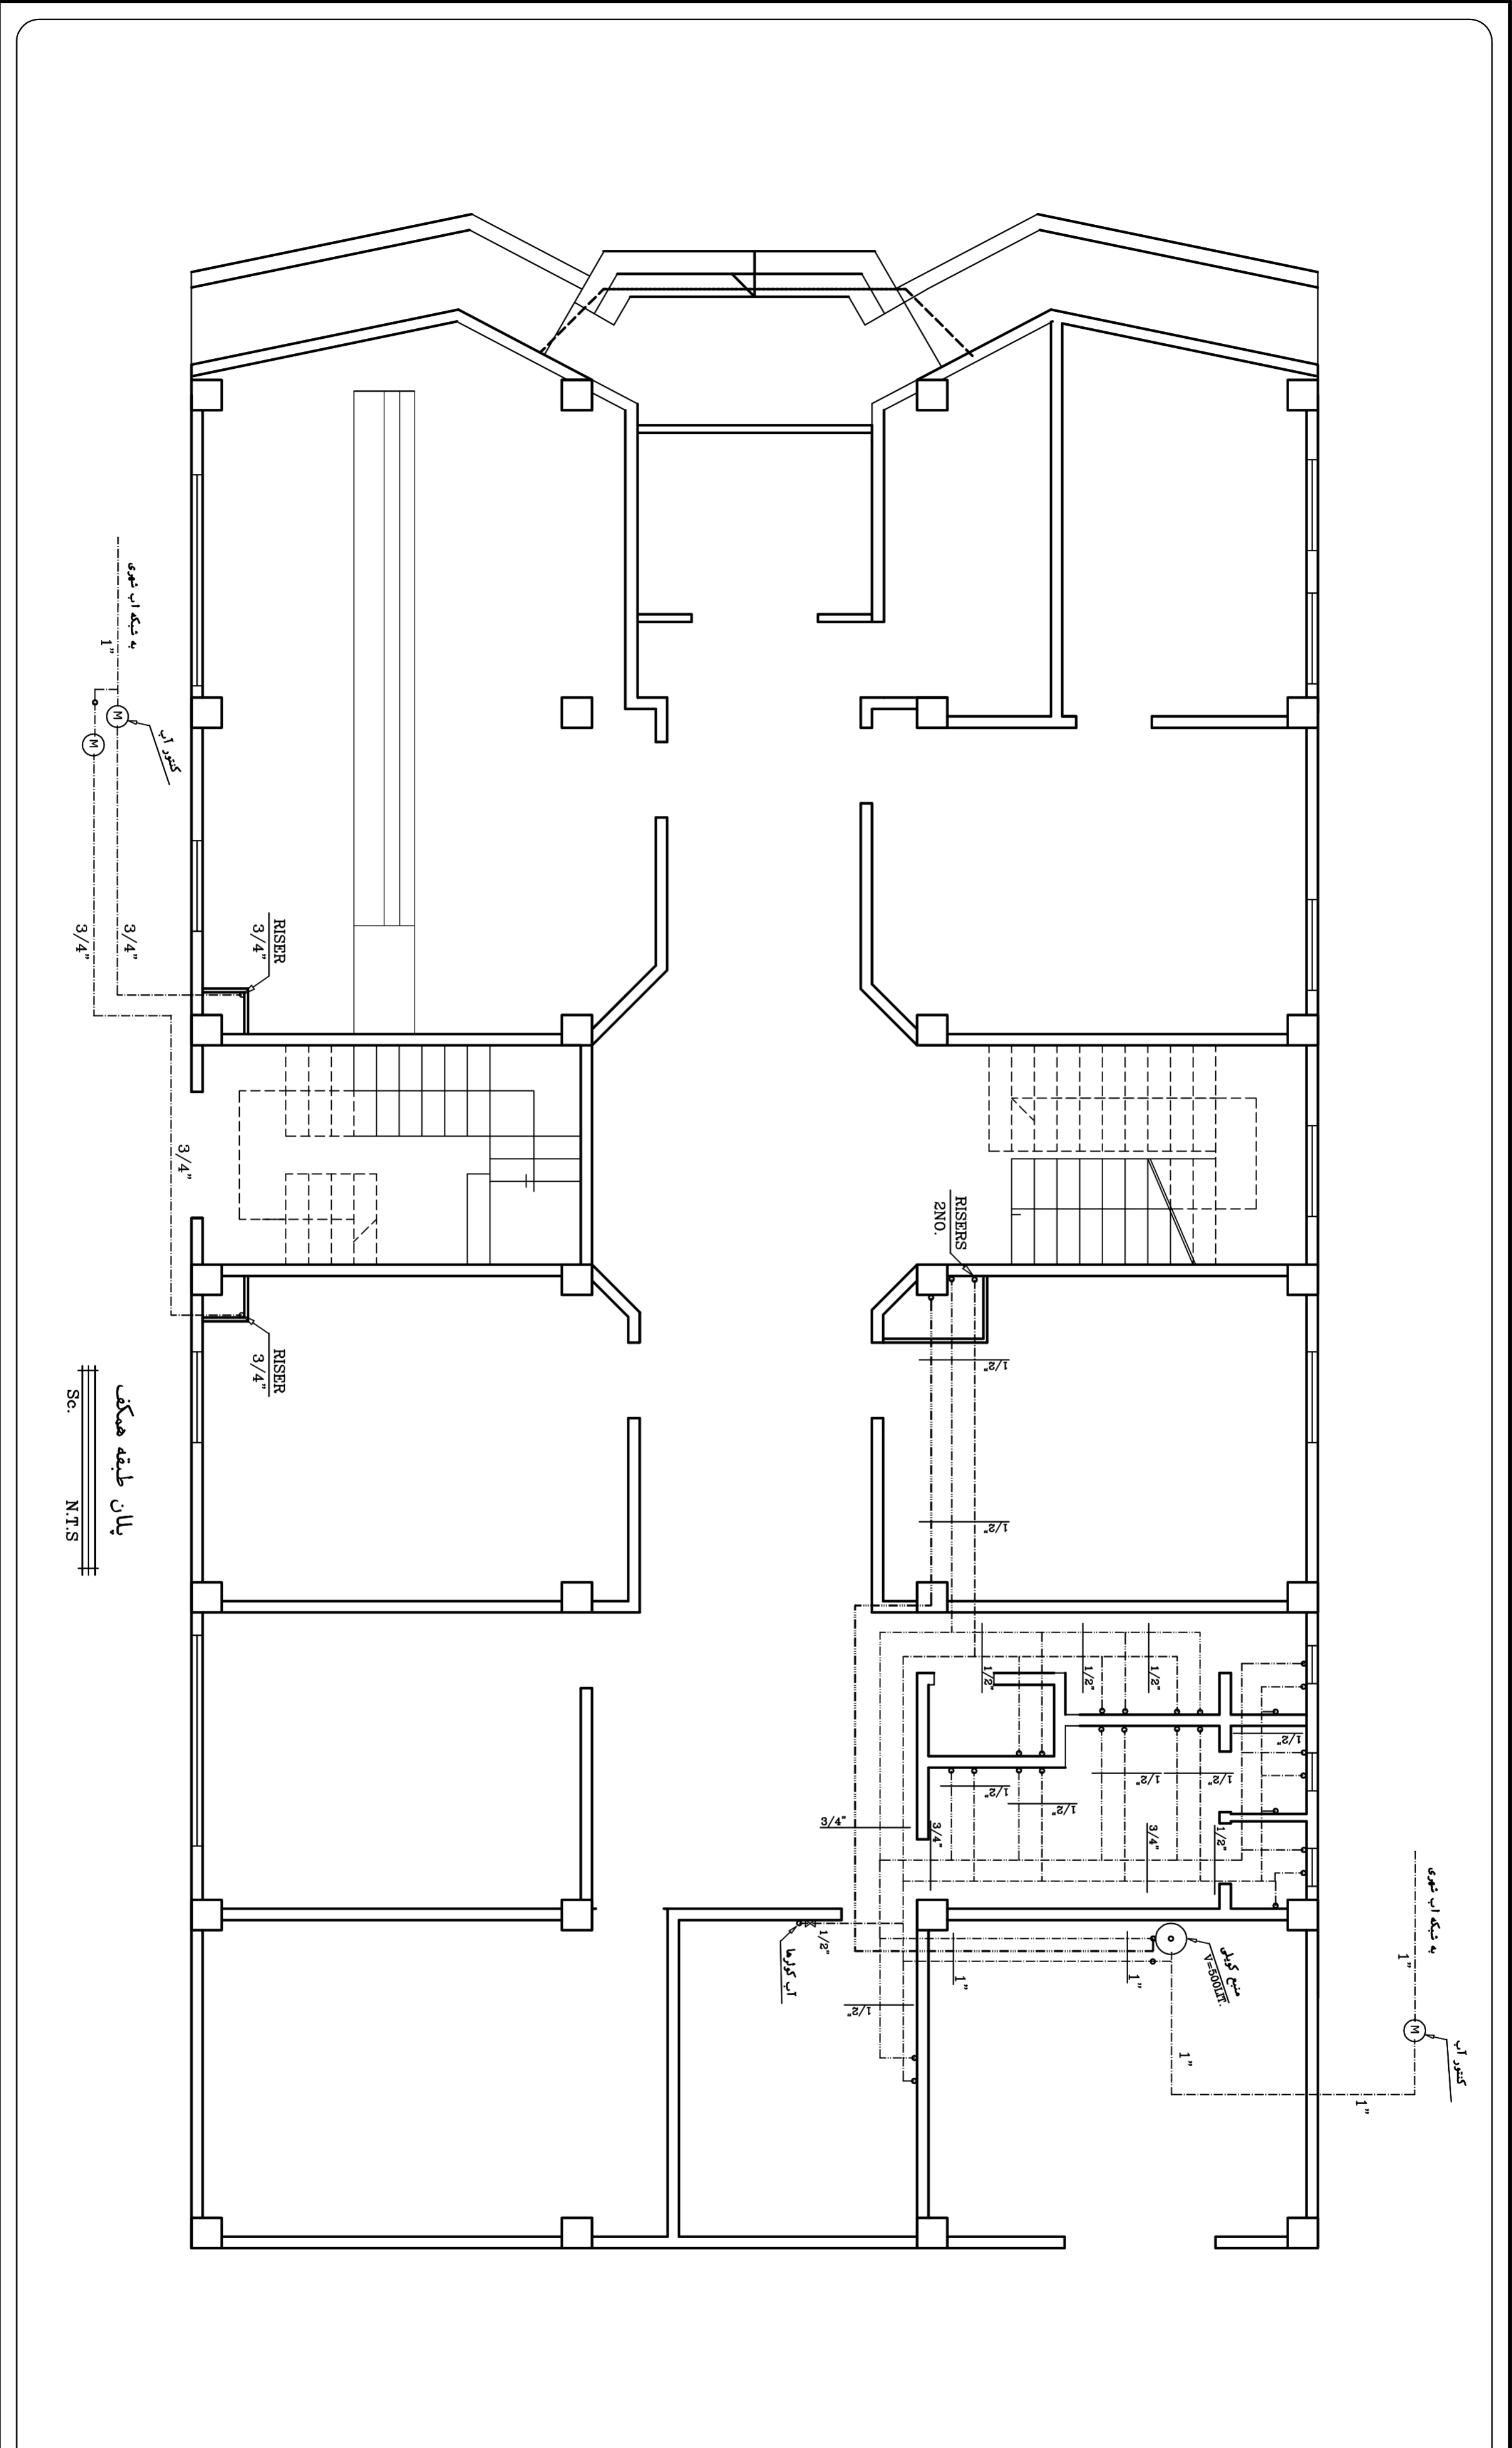 به شبکه آب شهری
1"
کنتور آب
M
M
3/4"
3/4"
RISER
3/4"
3/4"
RISER
3/4"
پلان طبقه همکف
Sc. N.T.S
RISERS
2NO.
1/2"
1/2"
1/2"
1/2"
1/2"
1/2"
1/2"
1/2"
1/2"
1/2"
3/4"
3/4"
3/4"
1/2"
1/2"
آب کولرها
1/2"
1"
1"
منبع کویلی
V=500LIT.
1"
1"
به شبکه آب شهری
1"
M
کنتور آب